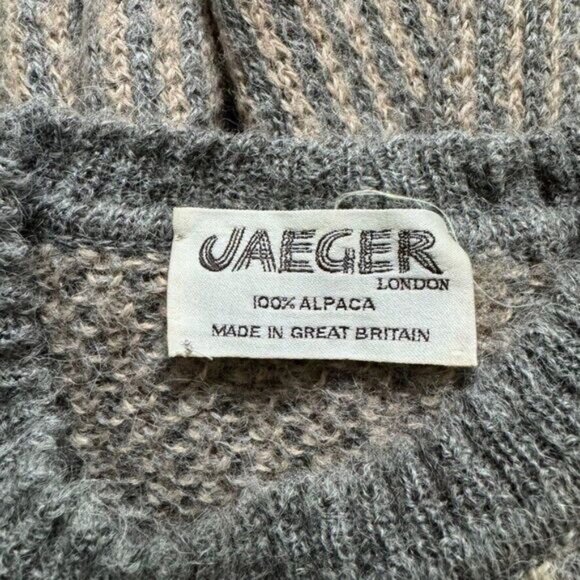 JAEGER
LONDON
100% ALPACA
MADE IN GREAT BRITAIN